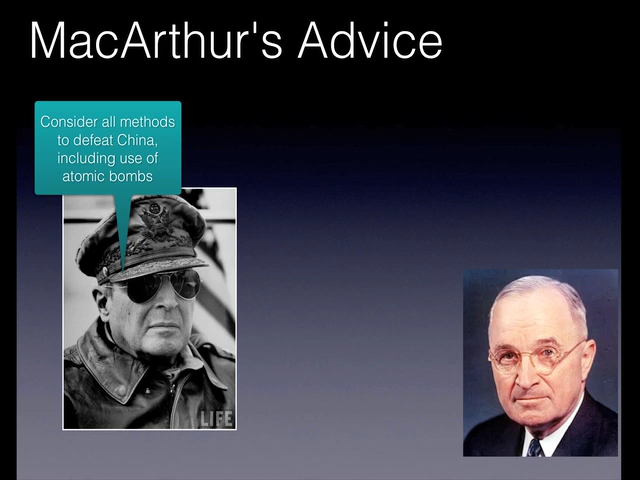 MacArthur's Advice
Consider all methods
to defeat China,
including use of
atomic bombs
LIFE